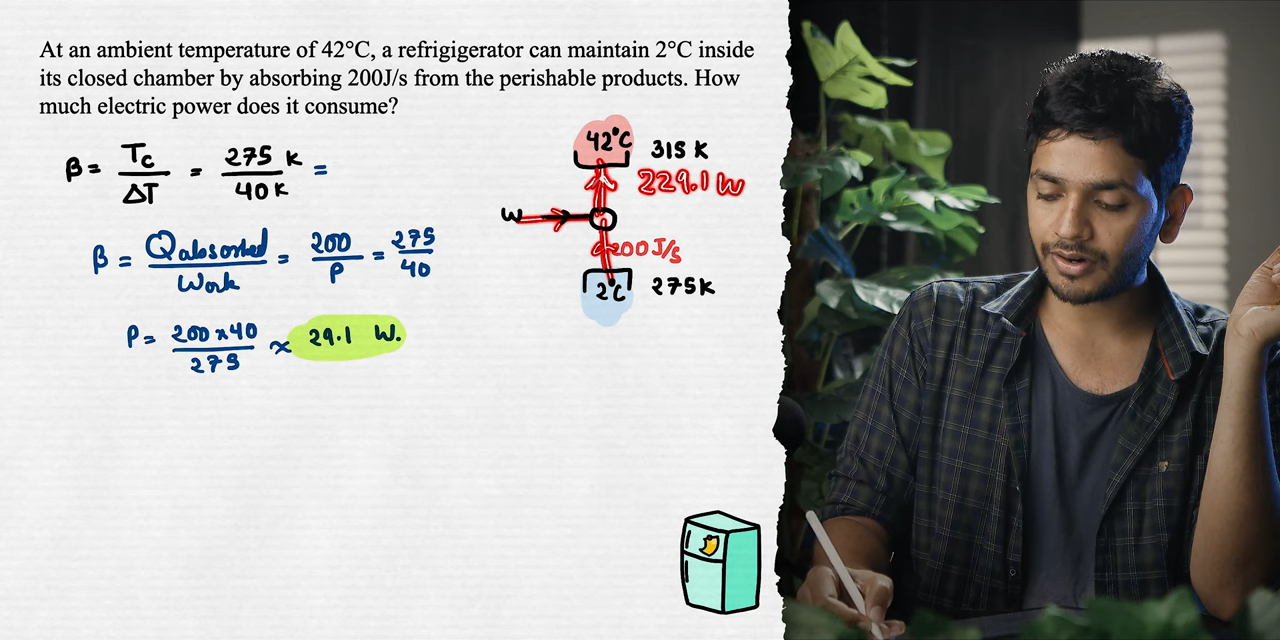 At an ambient temperature of 42°C, a refrigigerator can maintain 2°C inside
its closed chamber by absorbing 200J/s from the perishable products. How
much electric power does it consume?
β = Tc / ΔT = 275 K / 40 K =
β = Qabsorbed / Work = 200 / P = 275 / 40
P = 200 × 40 / 275 ≈ 29.1 W.
42°C 315 K
229.1 W
W
200 J/s
2°C 275K